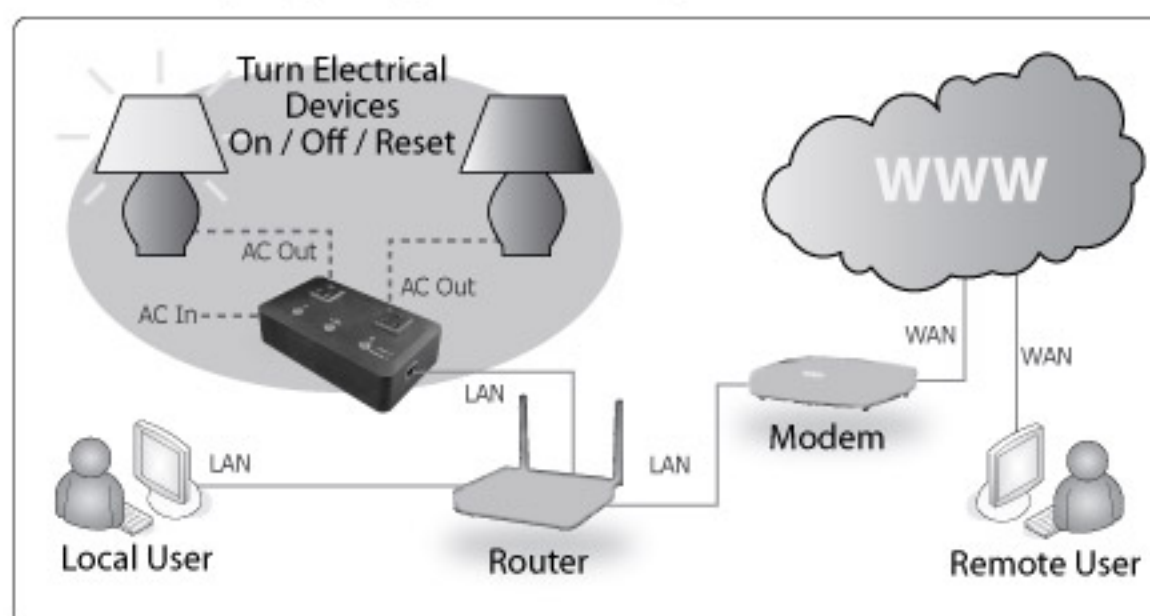 Turn Electrical
Devices
On / Off / Reset
WWW
AC Out
AC Out
AC In
WAN
WAN
LAN
Modem
LAN
LAN
Local User
Router
Remote User